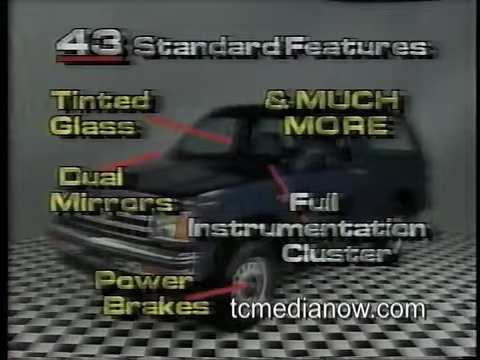 43 Standard Features
Tinted
Glass
& MUCH
MORE
Dual
Mirrors
Full
Instrumentation
Cluster
Power
Brakes
tcmedianow.com